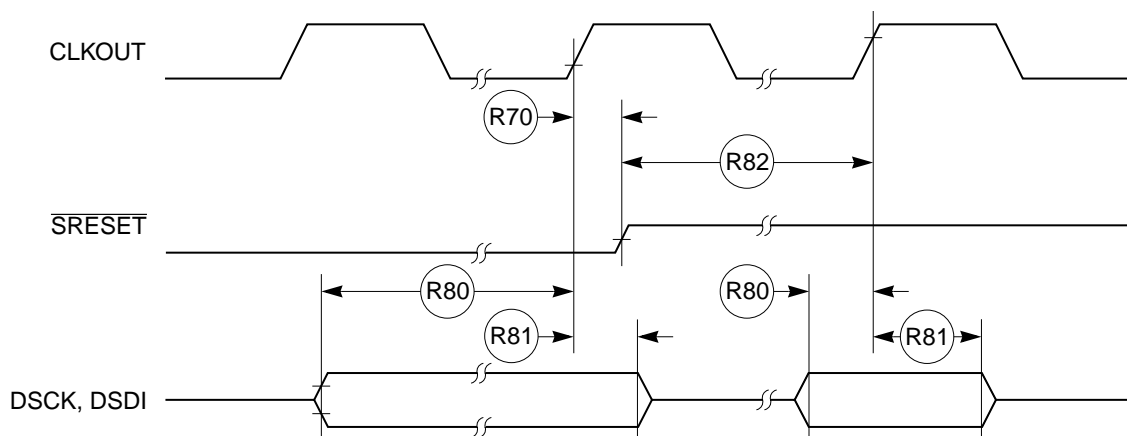 CLKOUT
R70
R82
SRESET
R80
R80
R81
R81
DSCK, DSDI